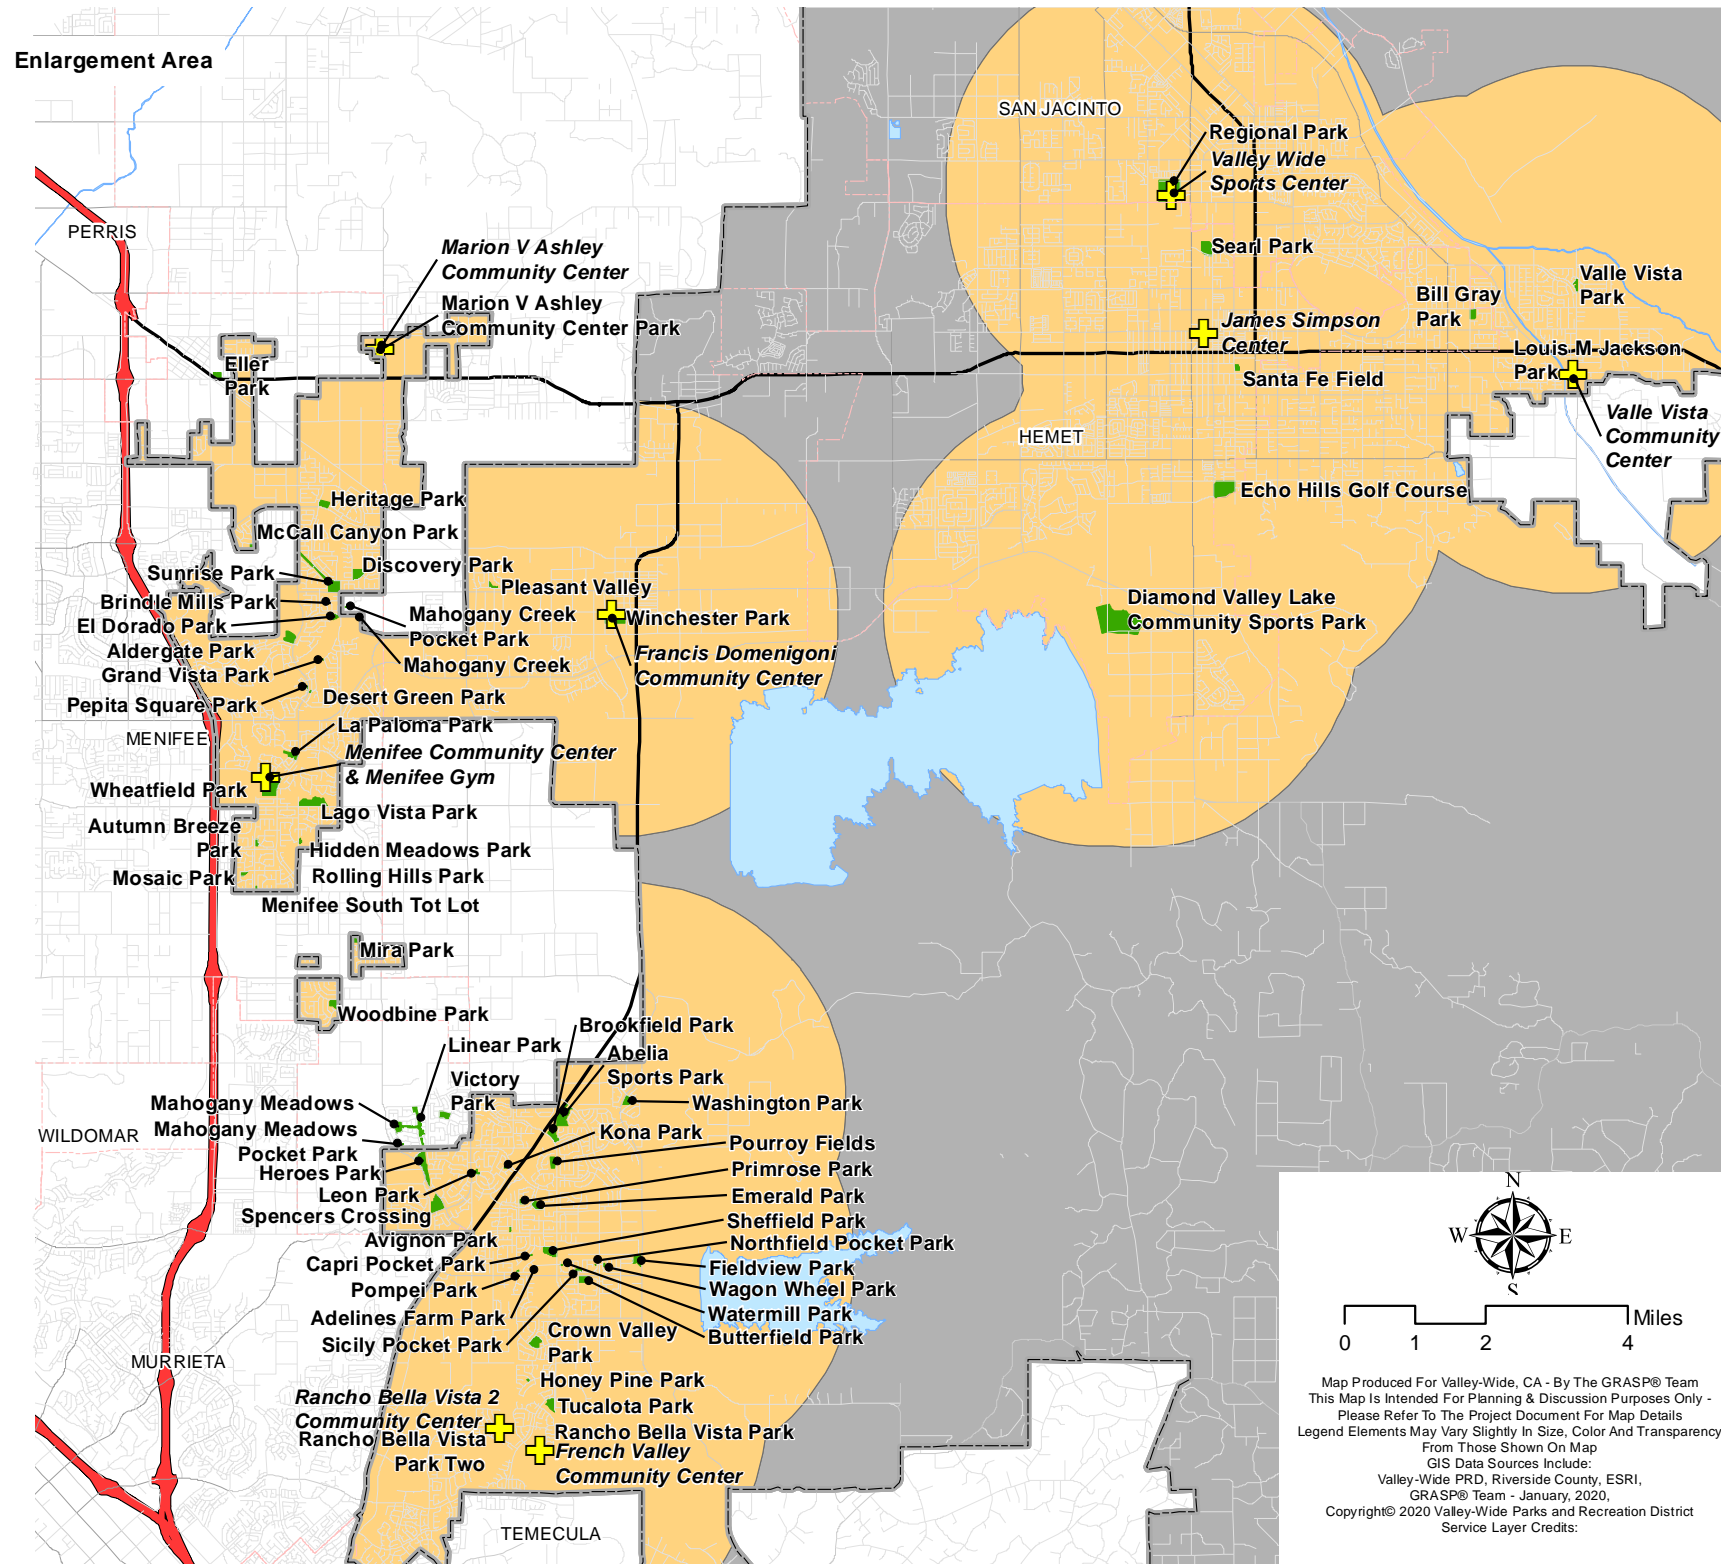 Enlargement Area
SAN JACINTO
Regional Park
Valley Wide
Sports Center
PERRIS
Marion V Ashley
Community Center
Searl Park
Valle Vista
Park
Bill Gray
Park
Marion V Ashley
Community Center Park
James Simpson
Center
Eller
Park
Louis M Jackson
Park
Santa Fe Field
Valle Vista
Community
Center
HEMET
Heritage Park
Echo Hills Golf Course
McCall Canyon Park
Discovery Park
Sunrise Park
Pleasant Valley
Brindle Mills Park
Mahogany Creek
Pocket Park
El Dorado Park
Winchester Park
Diamond Valley Lake
Community Sports Park
Aldergate Park
Mahogany Creek
Francis Domenigoni
Community Center
Grand Vista Park
Pepita Square Park
Desert Green Park
La Paloma Park
MENIFEE
Menifee Community Center
& Menifee Gym
Wheatfield Park
Lago Vista Park
Autumn Breeze
Park
Hidden Meadows Park
Mosaic Park
Rolling Hills Park
Menifee South Tot Lot
Mira Park
Woodbine Park
Brookfield Park
Linear Park
Abelia
Sports Park
Victory
Park
Mahogany Meadows
Washington Park
WILDOMAR
Mahogany Meadows
Pocket Park
Kona Park
Pourroy Fields
Heroes Park
Primrose Park
Leon Park
Emerald Park
Spencers Crossing
Sheffield Park
Avignon Park
Northfield Pocket Park
Capri Pocket Park
Fieldview Park
Pompei Park
Wagon Wheel Park
Adelines Farm Park
Watermill Park
Sicily Pocket Park
Butterfield Park
Crown Valley
Park
MURRIETA
Honey Pine Park
Rancho Bella Vista 2
Community Center
Tucalota Park
Rancho Bella Vista
Park Two
Rancho Bella Vista Park
French Valley
Community Center
TEMECULA
N
W
E
S
0 1 2 4 Miles
Map Produced For Valley-Wide, CA - By The GRASP® Team
This Map Is Intended For Planning & Discussion Purposes Only -
Please Refer To The Project Document For Map Details
Legend Elements May Vary Slightly In Size, Color And Transparency
From Those Shown On Map
GIS Data Sources Include:
Valley-Wide PRD, Riverside County, ESRI,
GRASP® Team - January, 2020,
Copyright© 2020 Valley-Wide Parks and Recreation District
Service Layer Credits: